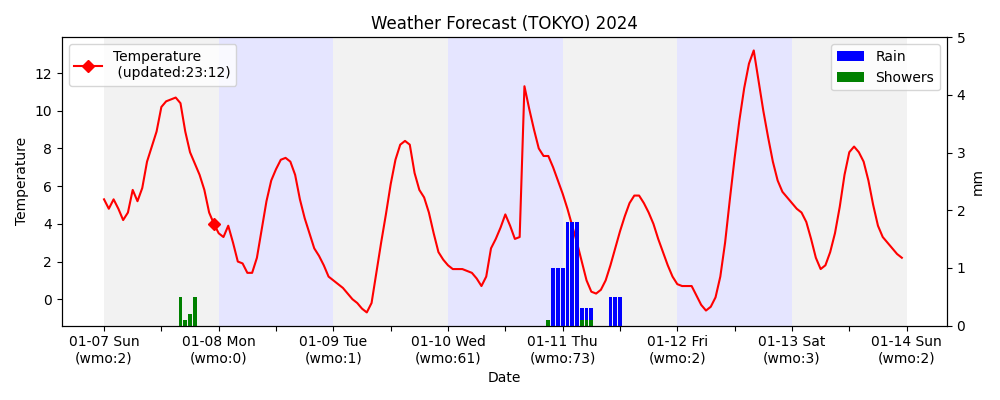 Weather Forecast (TOKYO) 2024
Temperature
(updated:23:12)
Rain
Showers
Temperature
12
10
8
6
4
2
0
5
4
3
2
1
0
mm
01-07 Sun
(wmo:2)
01-08 Mon
(wmo:0)
01-09 Tue
(wmo:1)
01-10 Wed
(wmo:61)
01-11 Thu
(wmo:73)
01-12 Fri
(wmo:2)
01-13 Sat
(wmo:3)
01-14 Sun
(wmo:2)
Date